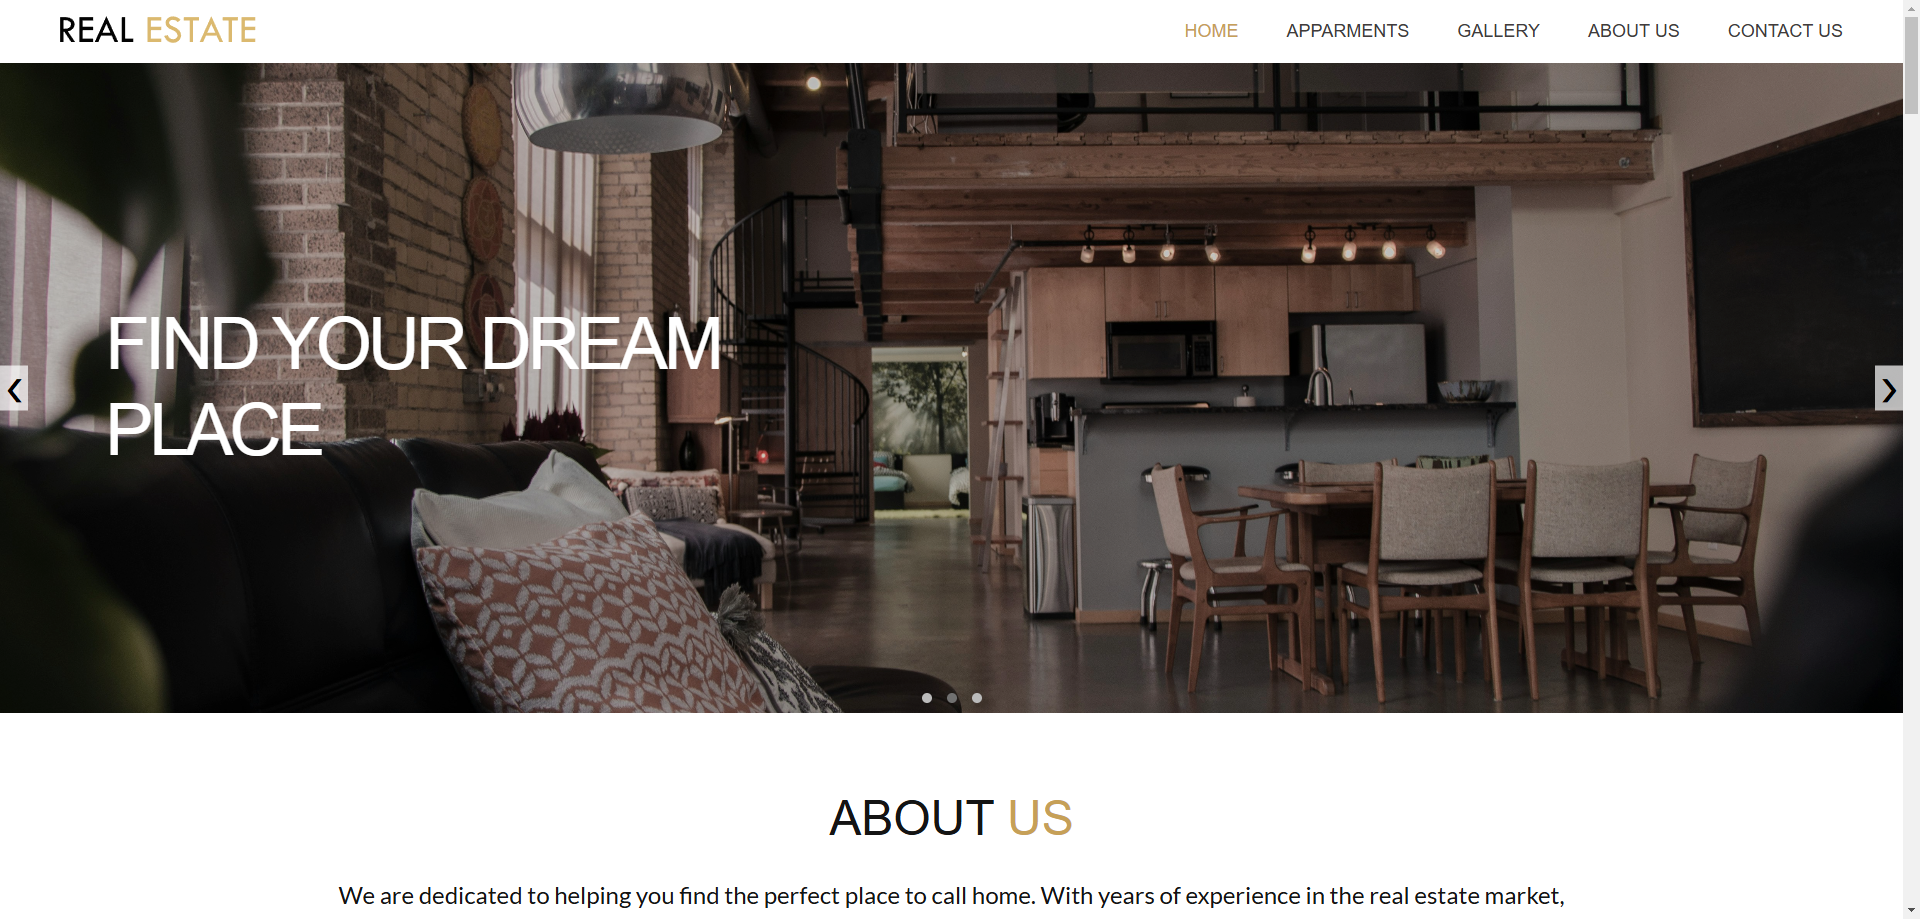 REAL ESTATE
HOME APPARMENTS GALLERY ABOUT US CONTACT US
FIND YOUR DREAM
PLACE
ABOUT US
We are dedicated to helping you find the perfect place to call home. With years of experience in the real estate market,